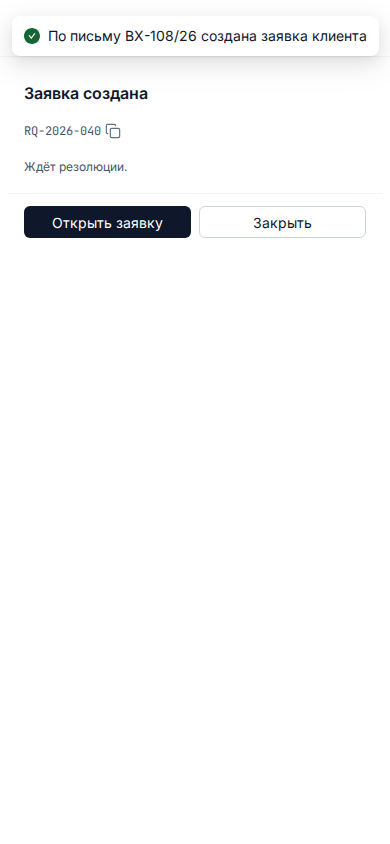 По письму ВХ-108/26 создана заявка клиента
Заявка создана
RQ-2026-040
Ждёт резолюции.
Открыть заявку
Закрыть